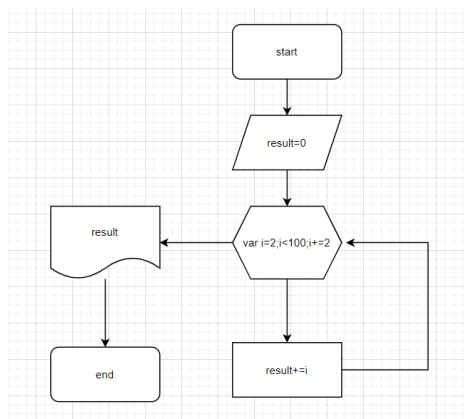 start
result=0
var i=2;i<100;i+=2
result
result+=i
end